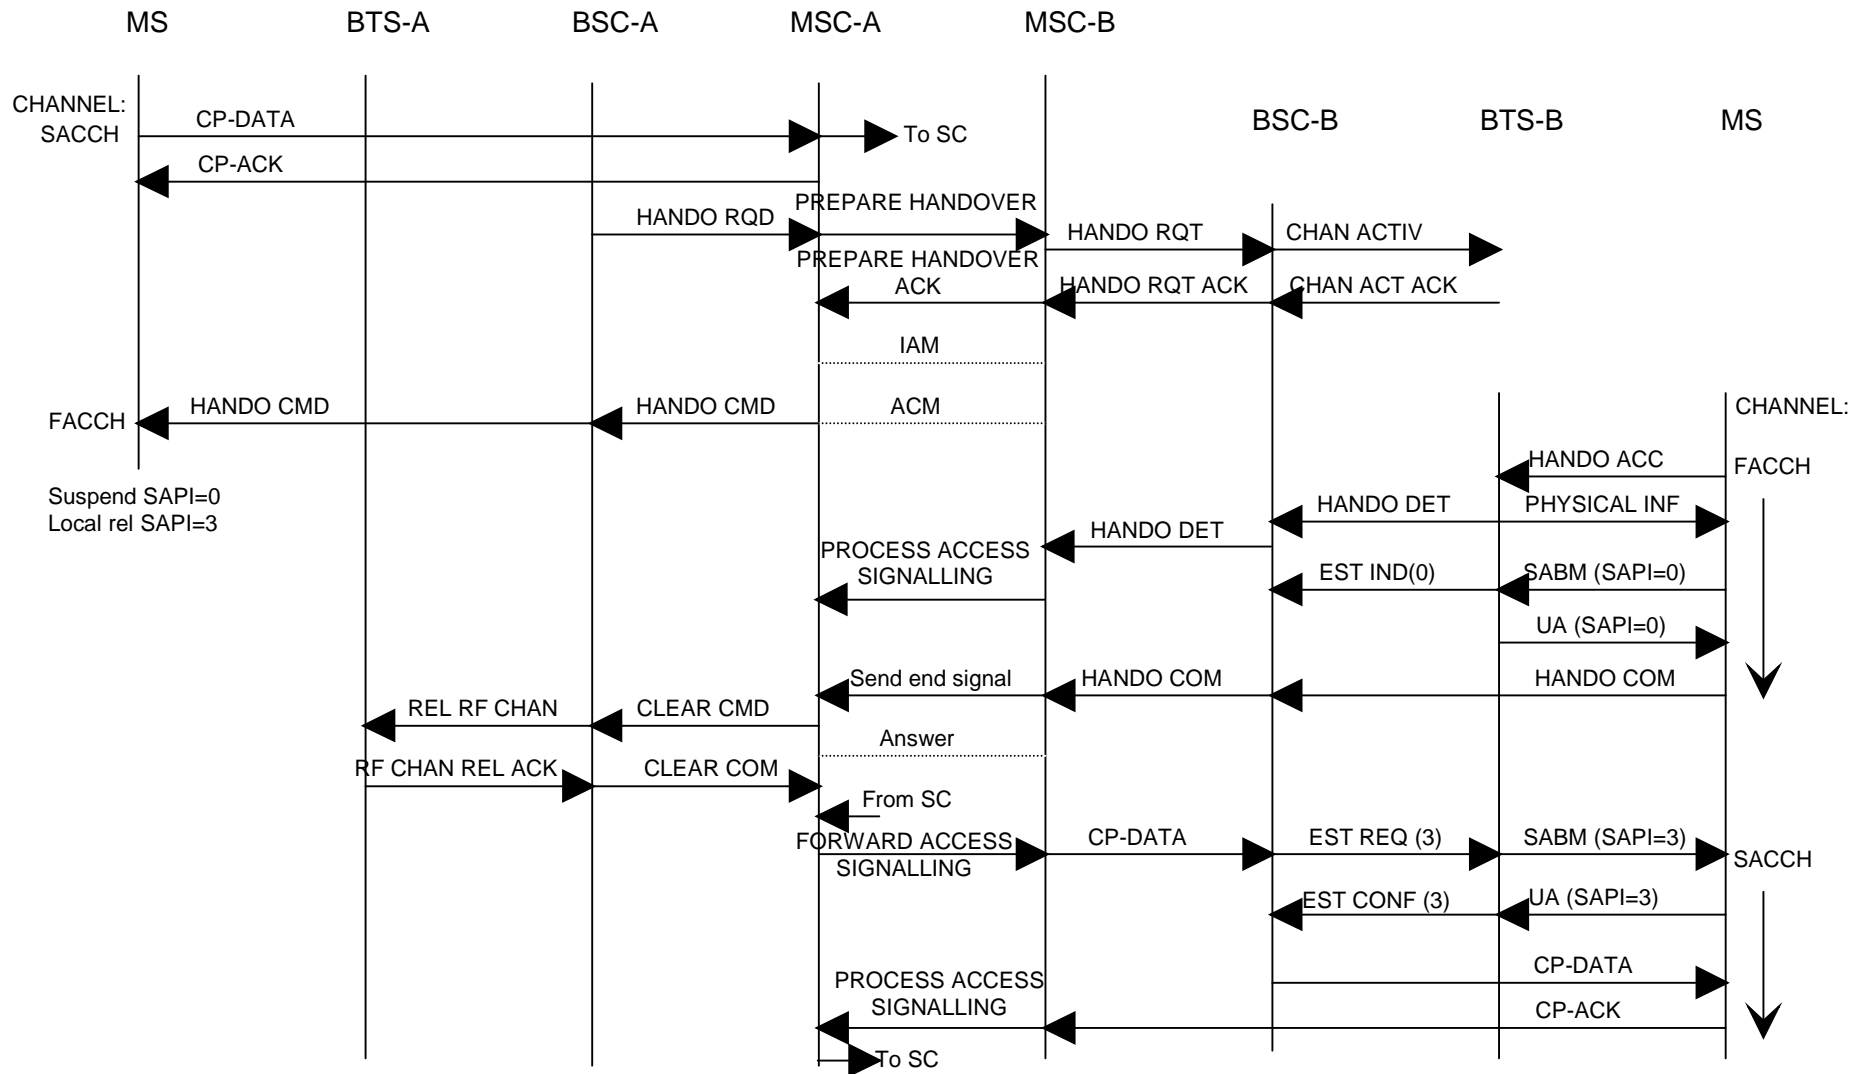 MS
BTS-A
BSC-A
MSC-A
MSC-B
BSC-B
BTS-B
MS
CHANNEL:
SACCH
CP-DATA
To SC
CP-ACK
HANDO RQD
PREPARE HANDOVER
HANDO RQT
CHAN ACTIV
PREPARE HANDOVER
ACK
HANDO RQT ACK
CHAN ACT ACK
IAM
FACCH
HANDO CMD
HANDO CMD
ACM
CHANNEL:
Suspend SAPI=0
Local rel SAPI=3
HANDO ACC
FACCH
HANDO DET
PHYSICAL INF
HANDO DET
PROCESS ACCESS
SIGNALLING
EST IND(0)
SABM (SAPI=0)
UA (SAPI=0)
Send end signal
HANDO COM
HANDO COM
REL RF CHAN
CLEAR CMD
Answer
RF CHAN REL ACK
CLEAR COM
From SC
FORWARD ACCESS
SIGNALLING
CP-DATA
EST REQ (3)
SABM (SAPI=3)
SACCH
EST CONF (3)
UA (SAPI=3)
CP-DATA
PROCESS ACCESS
SIGNALLING
CP-ACK
To SC